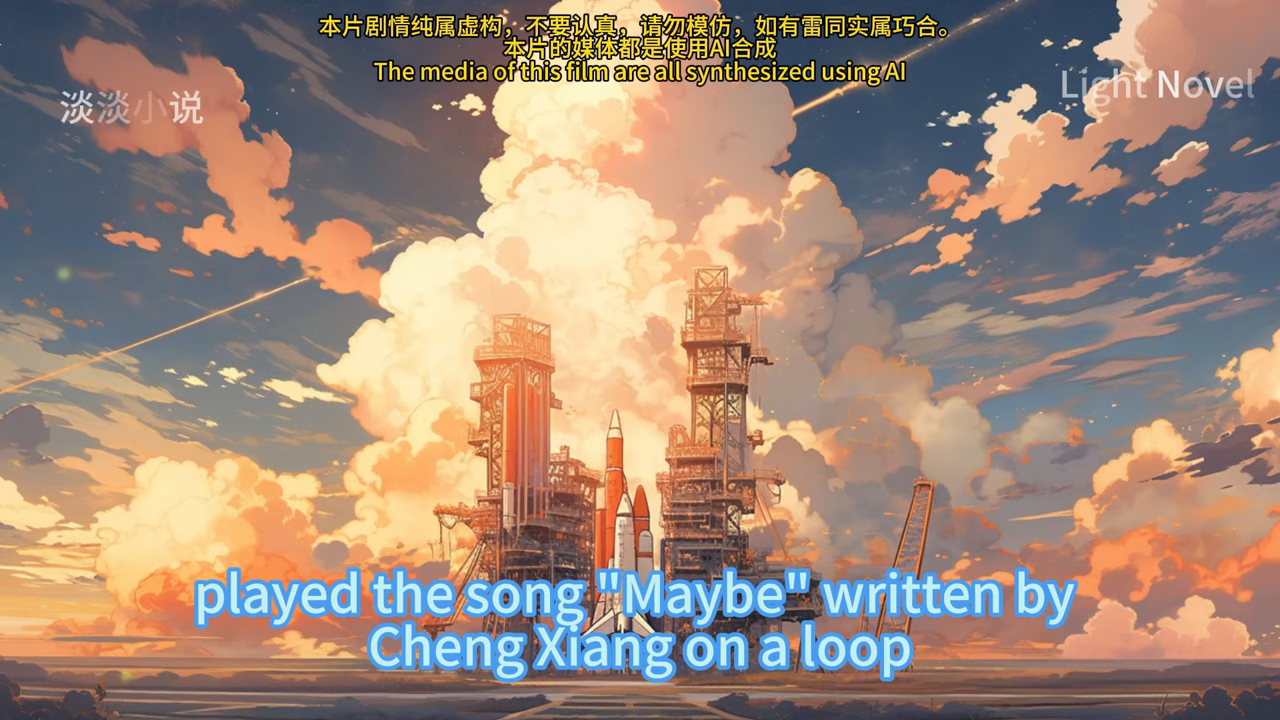 本片剧情纯属虚构，不要认真，请勿模仿，如有雷同实属巧合。
本片的媒体都是使用AI合成
The media of this film are all synthesized using AI
淡淡小说
Light Novel
played the song "Maybe" written by
Cheng Xiang on a loop